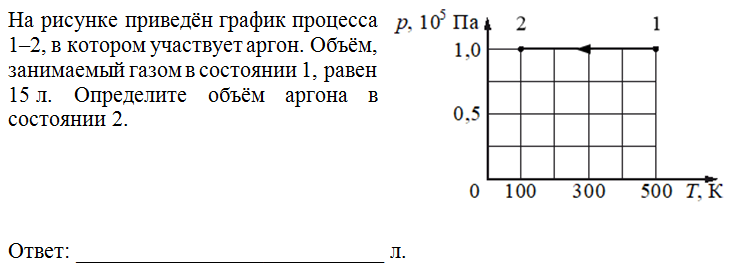 На рисунке приведён график процесса
1–2, в котором участвует аргон. Объём,
занимаемый газом в состоянии 1, равен
15 л. Определите объём аргона в
состоянии 2.
p, 10⁵ Па
2 1
1,0
0,5
0 100 300 500 T, К
Ответ: ____________________________ л.